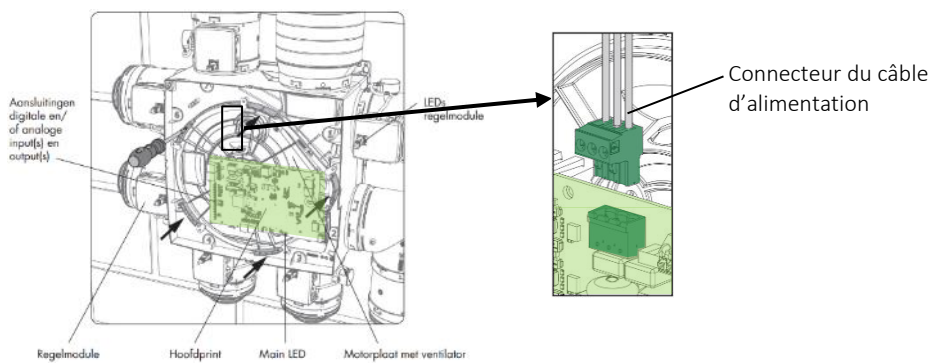 Aansluitingen
digitale en/
of analoge
input(s) en
output(s)
LEDs
regelmodule
Connecteur du câble
d'alimentation
Regelmodule
Hoofdprint
Main LED
Motorplaat met ventilator